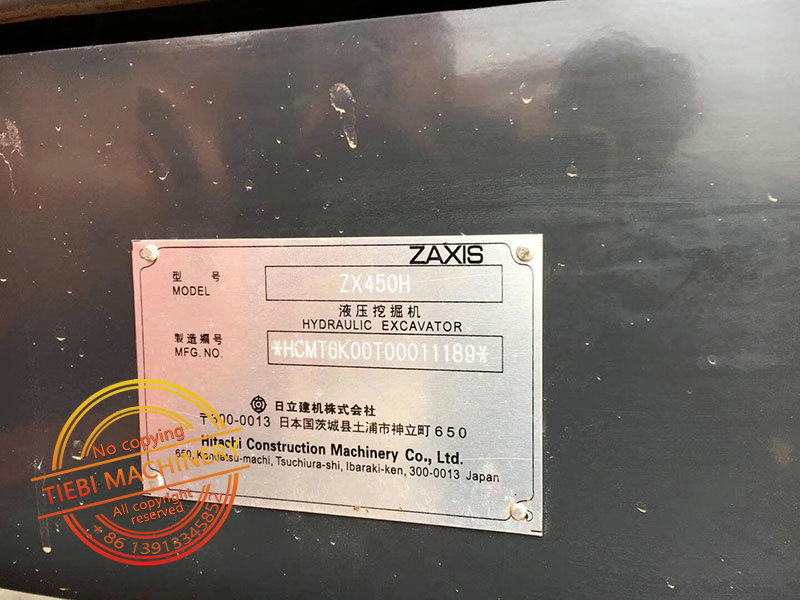 ZAXIS
型 号
MODEL
ZX450H
液压挖掘机
HYDRAULIC EXCAVATOR
製造编号
MFG.NO.
*HCMT6K00T00011189*
日立建机株式会社
〒300-0013 日本国茨城县土浦市神立町650
Hitachi Construction Machinery Co., Ltd.
650, Kandatsu-machi, Tsuchiura-shi, Ibaraki-ken, 300-0013 Japan
No copying
TIEBI MACHINERY
All copyright
reserved
+86 13913345852